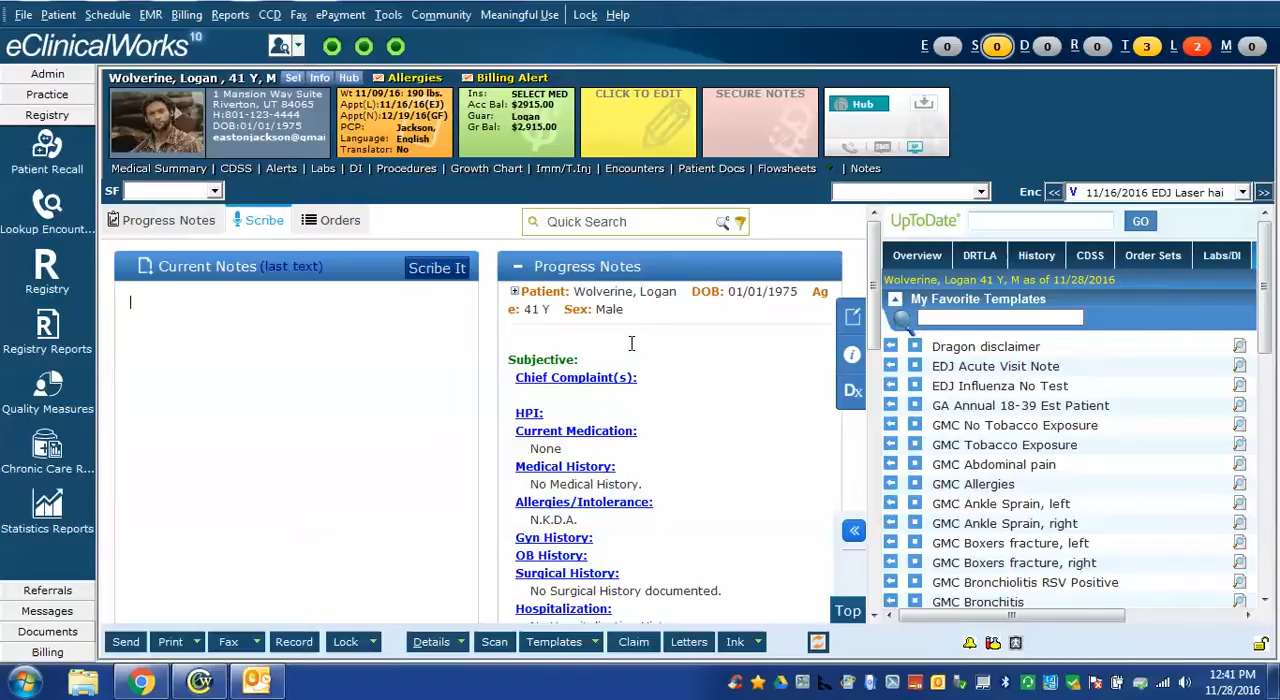 File Patient Schedule EMR Billing Reports CCD Fax ePayment Tools Community Meaningful Use Lock Help
eClinicalWorks 10
E 0 S 0 D 0 R 0 T 3 L 2 M 0
Admin
Practice
Registry
Patient Recall
Lookup Encount...
Registry
Registry Reports
Quality Measures
Chronic Care R...
Statistics Reports
Referrals
Messages
Documents
Billing
Wolverine, Logan , 41 Y, M Sel Info Hub Allergies Billing Alert
1 Mansion Way Suite
Riverton, UT 84065
H:801-123-4444
DOB:01/01/1975
eastonjackson@gmai
Wt 11/09/16: 190 lbs.
Appt(L):11/16/16(EJ)
Appt(N):12/19/16(GF)
PCP: Jackson,
Language: English
Translator: No
Ins: SELECT MED
Acc Bal: $2915.00
Guar: Logan
Gr Bal: $2,915.00
CLICK TO EDIT
SECURE NOTES
Hub
Medical Summary | CDSS | Alerts | Labs | DI | Procedures | Growth Chart | Imm/T.Inj | Encounters | Patient Docs | Flowsheets | Notes
SF
Enc << V 11/16/2016 EDJ Laser hai >>
Progress Notes Scribe Orders
Quick Search
Current Notes (last text) Scribe It
Progress Notes
Patient: Wolverine, Logan DOB: 01/01/1975 Ag
e: 41 Y Sex: Male
Subjective:
Chief Complaint(s):
HPI:
Current Medication:
None
Medical History:
No Medical History.
Allergies/Intolerance:
N.K.D.A.
Gyn History:
OB History:
Surgical History:
No Surgical History documented.
Hospitalization:
Dx
«
Top
UpToDate® GO
Overview DRTLA History CDSS Order Sets Labs/DI
Wolverine, Logan 41 Y, M as of 11/28/2016
My Favorite Templates
Dragon disclaimer
EDJ Acute Visit Note
EDJ Influenza No Test
GA Annual 18-39 Est Patient
GMC No Tobacco Exposure
GMC Tobacco Exposure
GMC Abdominal pain
GMC Allergies
GMC Ankle Sprain, left
GMC Ankle Sprain, right
GMC Boxers fracture, left
GMC Boxers fracture, right
GMC Bronchiolitis RSV Positive
GMC Bronchitis
Send Print Fax Record Lock Details Scan Templates Claim Letters Ink
12:41 PM
11/28/2016